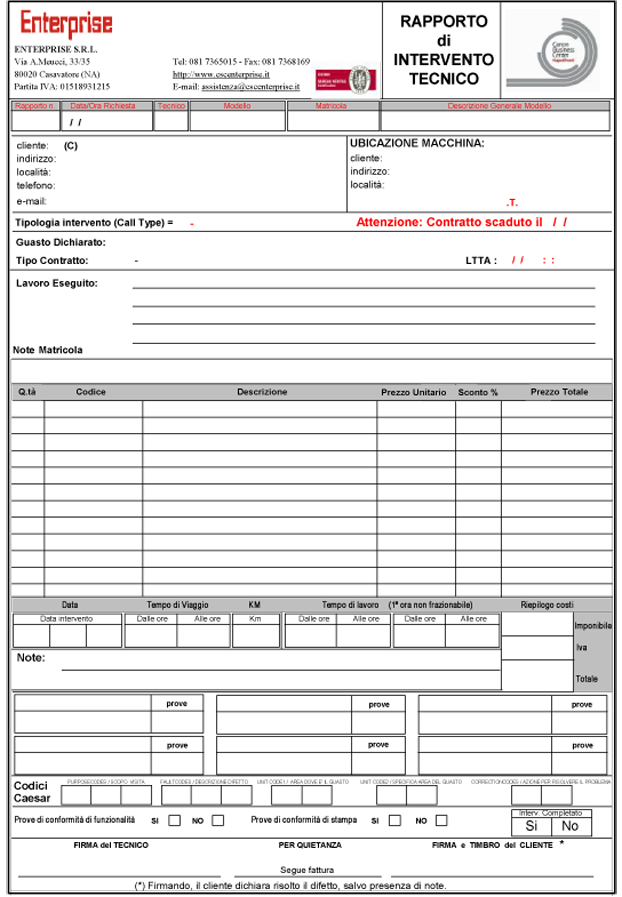 Enterprise
ENTERPRISE S.R.L.
Via A.Meucci, 33/35
80020 Casavatore (NA)
Partita IVA: 01518931215
Tel: 081 7365015 - Fax: 081 7368169
http://www.cscenterprise.it
E-mail: assistenza@cscenterprise.it
RAPPORTO
di
INTERVENTO
TECNICO
Canon
Business
Center
Rapporto n. Data/Ora Richiesta Tecnico Modello Matricola Descrizione Generale Modello
/ /
cliente: (C)
indirizzo:
località:
telefono:
e-mail:
UBICAZIONE MACCHINA:
cliente:
indirizzo:
località:
.T.
Tipologia intervento (Call Type) = - Attenzione: Contratto scaduto il / /
Guasto Dichiarato:
Tipo Contratto: - LTTA : / / : :
Lavoro Eseguito:
Note Matricola
Q.tà Codice Descrizione Prezzo Unitario Sconto % Prezzo Totale
Data Tempo di Viaggio KM Tempo di lavoro (1ª ora non frazionabile) Riepilogo costi
Data intervento Dalle ore Alle ore Km Dalle ore Alle ore Dalle ore Alle ore
Imponibile
Iva
Totale
Note:
prove prove prove
prove prove prove
Codici
Caesar
PURPOSECODES / SCOPO VISITA FAULTCODES / DESCRIZIONE DIFETTO UNIT CODE1 / AREA DOVE E' IL GUASTO UNIT CODE2 / SPECIFICA AREA DEL GUASTO CORRECTIONCODES / AZIONE PER RISOLVERE IL PROBLEMA
Prove di conformità di funzionalità SI NO Prove di conformità di stampa SI NO
Interv. Completato
Si No
FIRMA del TECNICO PER QUIETANZA FIRMA e TIMBRO del CLIENTE *
Segue fattura
(*) Firmando, il cliente dichiara risolto il difetto, salvo presenza di note.